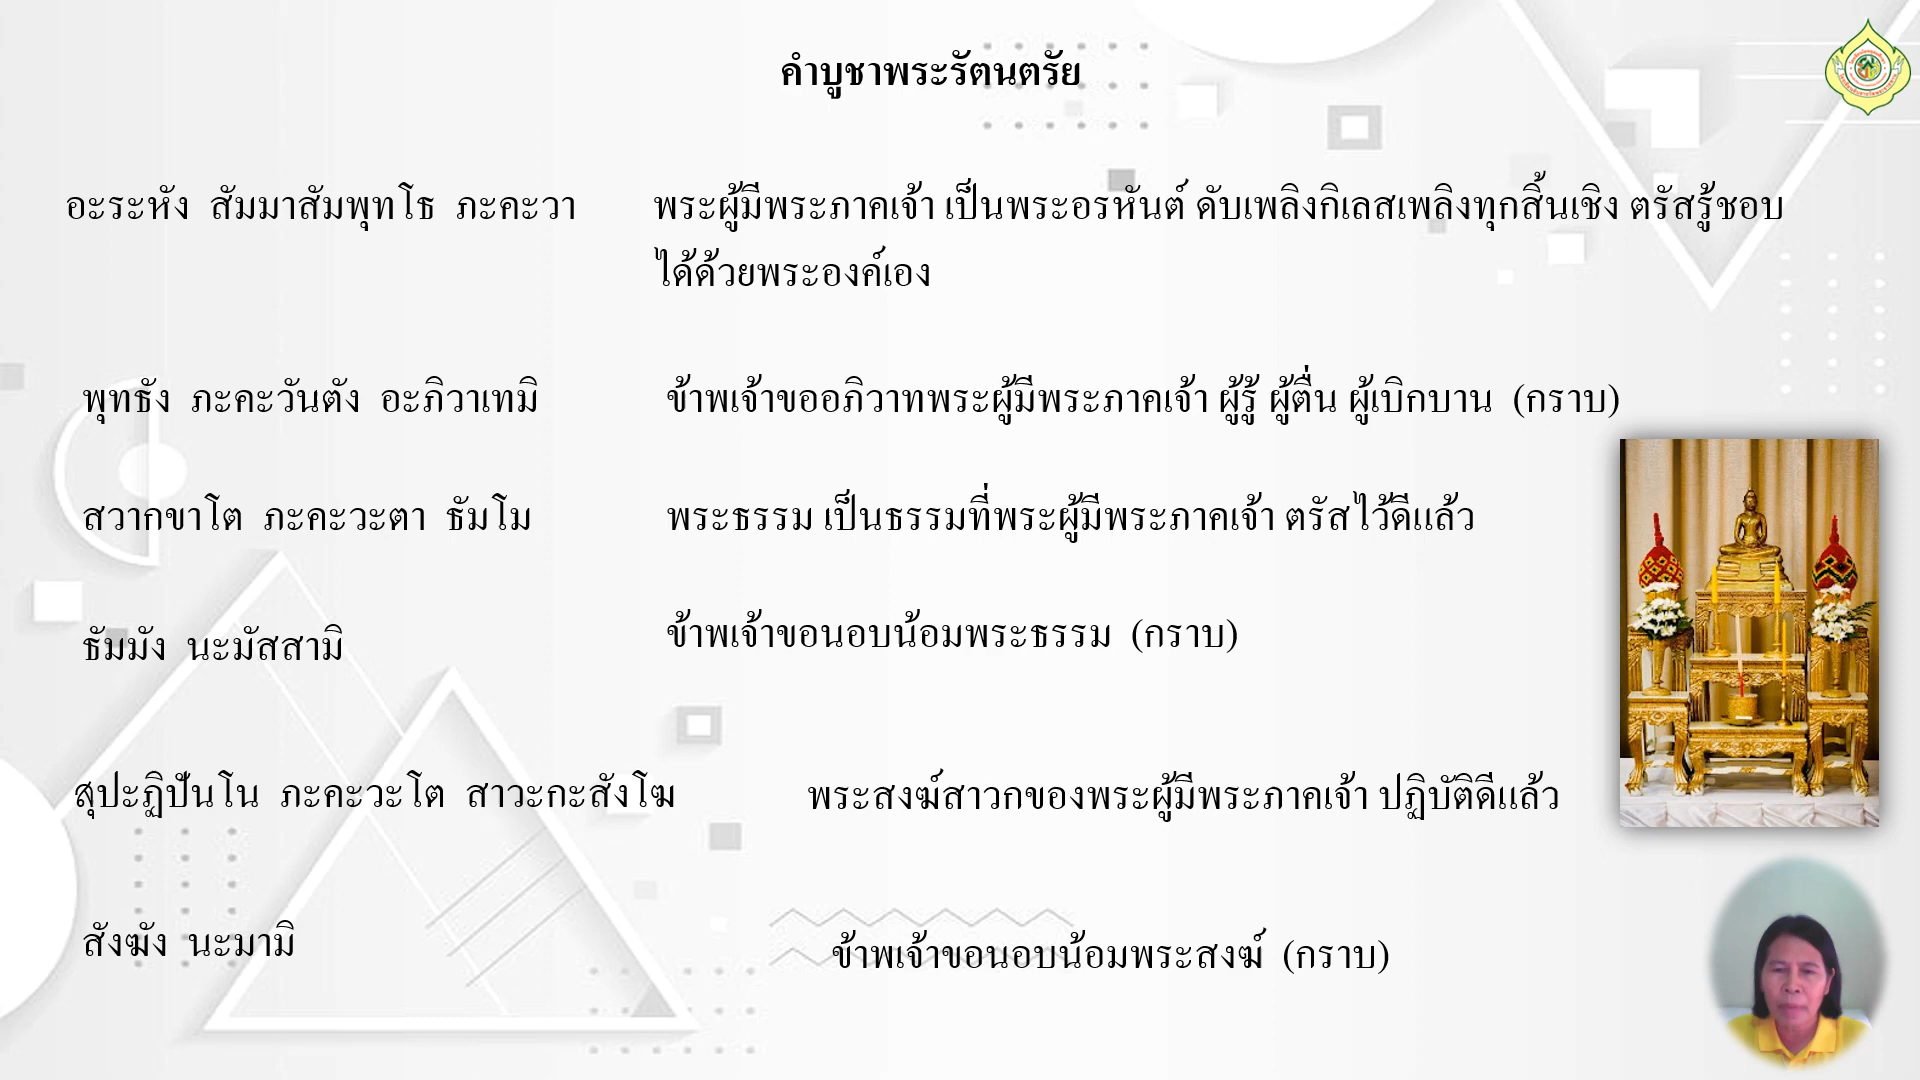 คำบูชาพระรัตนตรัย
อะระหัง สัมมาสัมพุทโธ ภะคะวา
พระผู้มีพระภาคเจ้า เป็นพระอรหันต์ ดับเพลิงกิเลสเพลิงทุกสิ้นเชิง ตรัสรู้ชอบ
ได้ด้วยพระองค์เอง
พุทธัง ภะคะวันตัง อะภิวาเทมิ
ข้าพเจ้าขออภิวาทพระผู้มีพระภาคเจ้า ผู้รู้ ผู้ตื่น ผู้เบิกบาน (กราบ)
สวากขาโต ภะคะวะตา ธัมโม
พระธรรม เป็นธรรมที่พระผู้มีพระภาคเจ้า ตรัสไว้ดีแล้ว
ธัมมัง นะมัสสามิ
ข้าพเจ้าขอนอบน้อมพระธรรม (กราบ)
สุปะฏิปันโน ภะคะวะโต สาวะกะสังโฆ
พระสงฆ์สาวกของพระผู้มีพระภาคเจ้า ปฏิบัติดีแล้ว
สังฆัง นะมามิ
ข้าพเจ้าขอนอบน้อมพระสงฆ์ (กราบ)